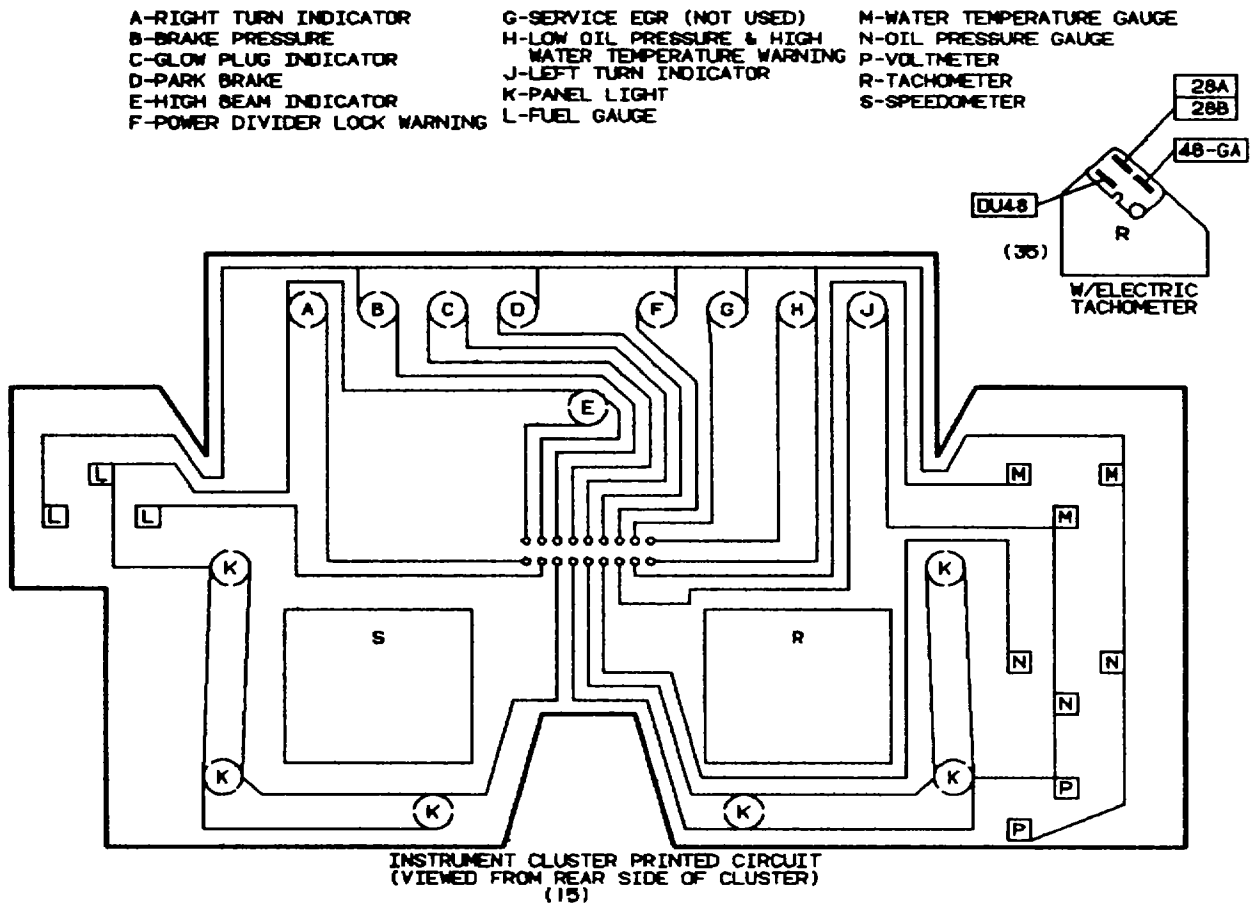 A-RIGHT TURN INDICATOR
B-BRAKE PRESSURE
C-GLOW PLUG INDICATOR
D-PARK BRAKE
E-HIGH BEAM INDICATOR
F-POWER DIVIDER LOCK WARNING
G-SERVICE EGR (NOT USED)
H-LOW OIL PRESSURE & HIGH
WATER TEMPERATURE WARNING
J-LEFT TURN INDICATOR
K-PANEL LIGHT
L-FUEL GAUGE
M-WATER TEMPERATURE GAUGE
N-OIL PRESSURE GAUGE
P-VOLTMETER
R-TACHOMETER
S-SPEEDOMETER
28A
28B
48-GA
DU48
R
(35)
W/ELECTRIC
TACHOMETER
A B C D F G H J
E
L M M
L L M
K K
S R
N N
N
K K P
K K
P
INSTRUMENT CLUSTER PRINTED CIRCUIT
(VIEWED FROM REAR SIDE OF CLUSTER)
(15)